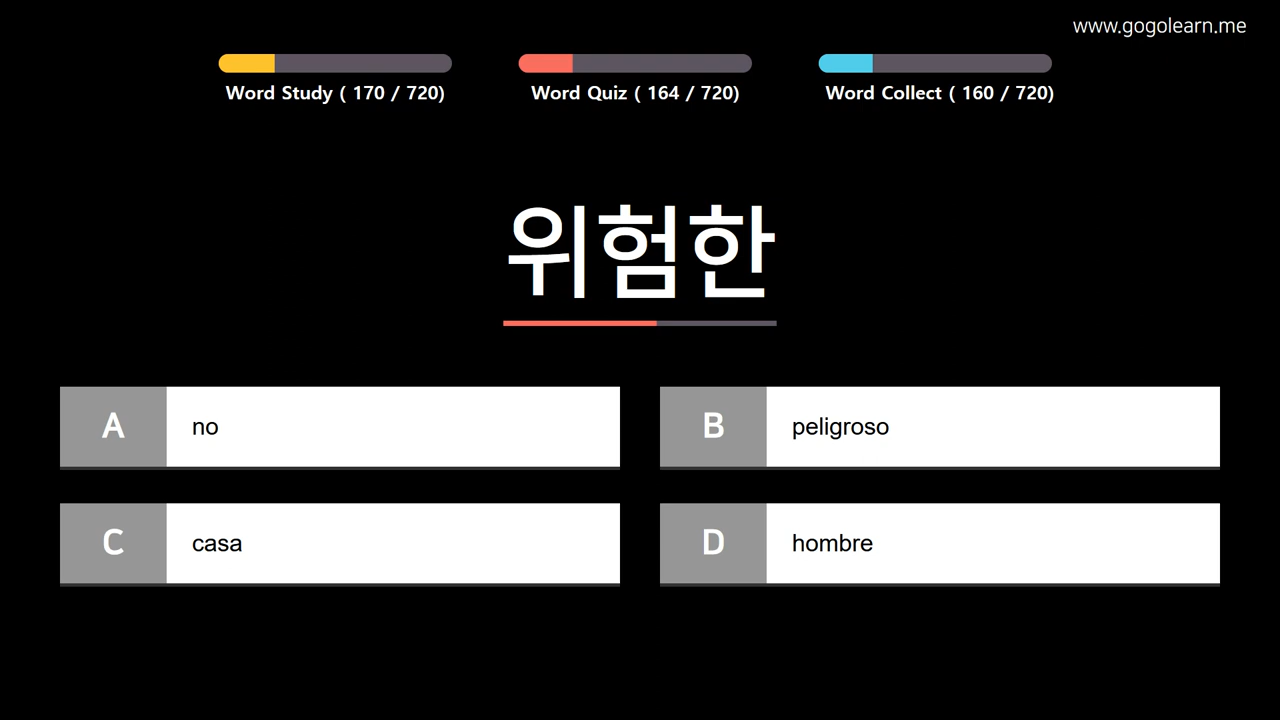 www.gogolearn.me
Word Study ( 170 / 720)
Word Quiz ( 164 / 720)
Word Collect ( 160 / 720)
위험한
A no
B peligroso
C casa
D hombre